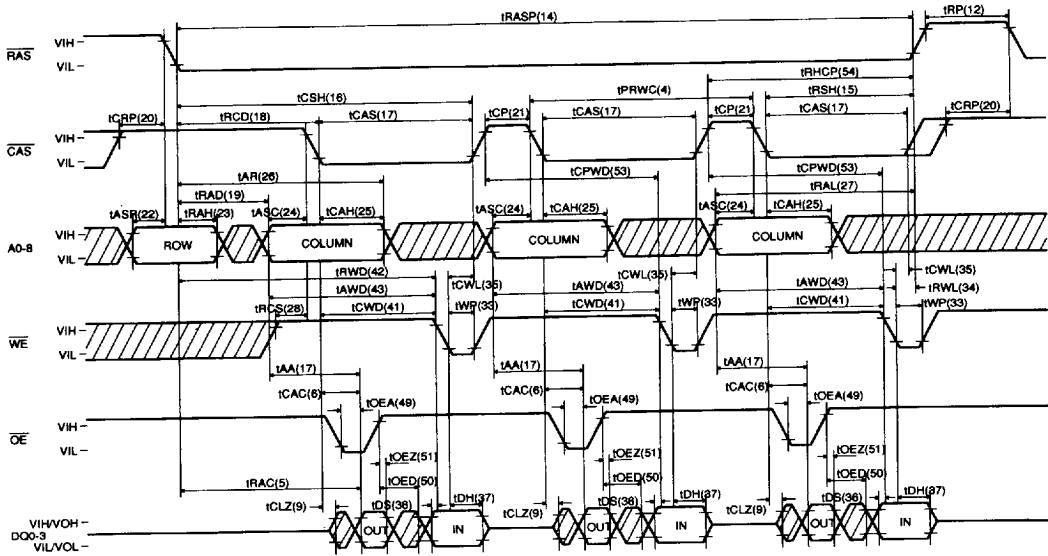 tRASP(14)
tRP(12)
RAS
VIH
VIL
tRHCP(54)
tCSH(16)
tPRWC(4)
tRSH(15)
tCRP(20)
tRCD(18)
tCAS(17)
tCP(21)
tCAS(17)
tCP(21)
tCAS(17)
tCRP(20)
CAS
VIH
VIL
tCPWD(53)
tCPWD(53)
tAR(26)
tRAL(27)
tRAD(19)
tASR(22)
tRAH(23)
tASC(24)
tCAH(25)
tASC(24)
tCAH(25)
tASC(24)
tCAH(25)
A0-8
VIH
VIL
ROW
COLUMN
COLUMN
COLUMN
tRWD(42)
tCWL(35)
tCWL(35)
tCWL(35)
tAWD(43)
tAWD(43)
tAWD(43)
tRWL(34)
tRCS(28)
tCWD(41)
tWP(33)
tCWD(41)
tWP(33)
tCWD(41)
tWP(33)
WE
VIH
VIL
tAA(17)
tAA(17)
tAA(17)
tCAC(6)
tCAC(6)
tCAC(6)
tOEA(49)
tOEA(49)
tOEA(49)
OE
VIH
VIL
tOEZ(51)
tOEZ(51)
tOEZ(51)
tRAC(5)
tOED(50)
tOED(50)
tOED(50)
tCLZ(9)
tDS(36)
tDH(37)
tCLZ(9)
tDS(36)
tDH(37)
tCLZ(9)
tDS(36)
tDH(37)
VIH/VOH
DQ0-3
VIL/VOL
OUT
IN
OUT
IN
OUT
IN